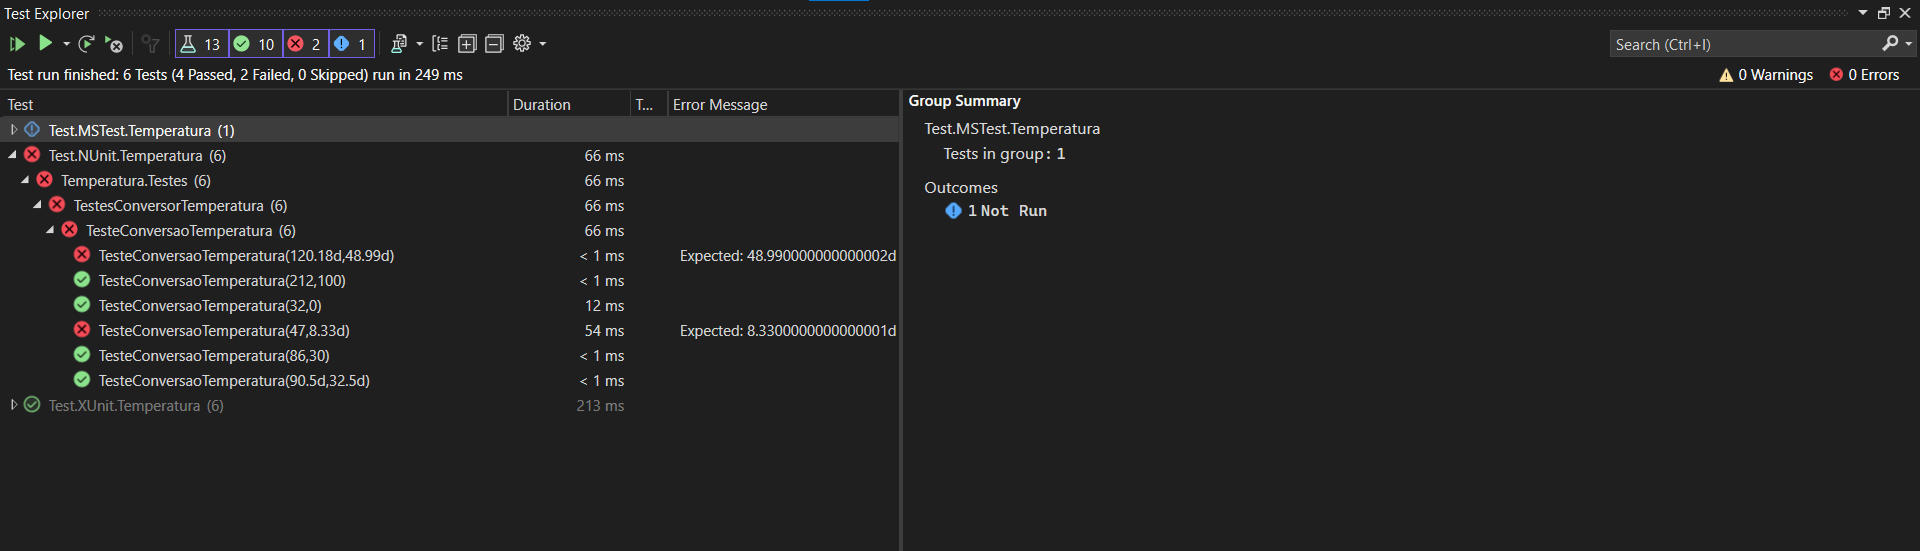 Test Explorer
13 10 2 1
Search (Ctrl+I)
Test run finished: 6 Tests (4 Passed, 2 Failed, 0 Skipped) run in 249 ms
0 Warnings 0 Errors
Test Duration T... Error Message
Test.MSTest.Temperatura (1)
Test.NUnit.Temperatura (6) 66 ms
Temperatura.Testes (6) 66 ms
TestesConversorTemperatura (6) 66 ms
TesteConversaoTemperatura (6) 66 ms
TesteConversaoTemperatura(120.18d,48.99d) < 1 ms Expected: 48.990000000000002d
TesteConversaoTemperatura(212,100) < 1 ms
TesteConversaoTemperatura(32,0) 12 ms
TesteConversaoTemperatura(47,8.33d) 54 ms Expected: 8.3300000000000001d
TesteConversaoTemperatura(86,30) < 1 ms
TesteConversaoTemperatura(90.5d,32.5d) < 1 ms
Test.XUnit.Temperatura (6) 213 ms
Group Summary
Test.MSTest.Temperatura
Tests in group: 1
Outcomes
1 Not Run